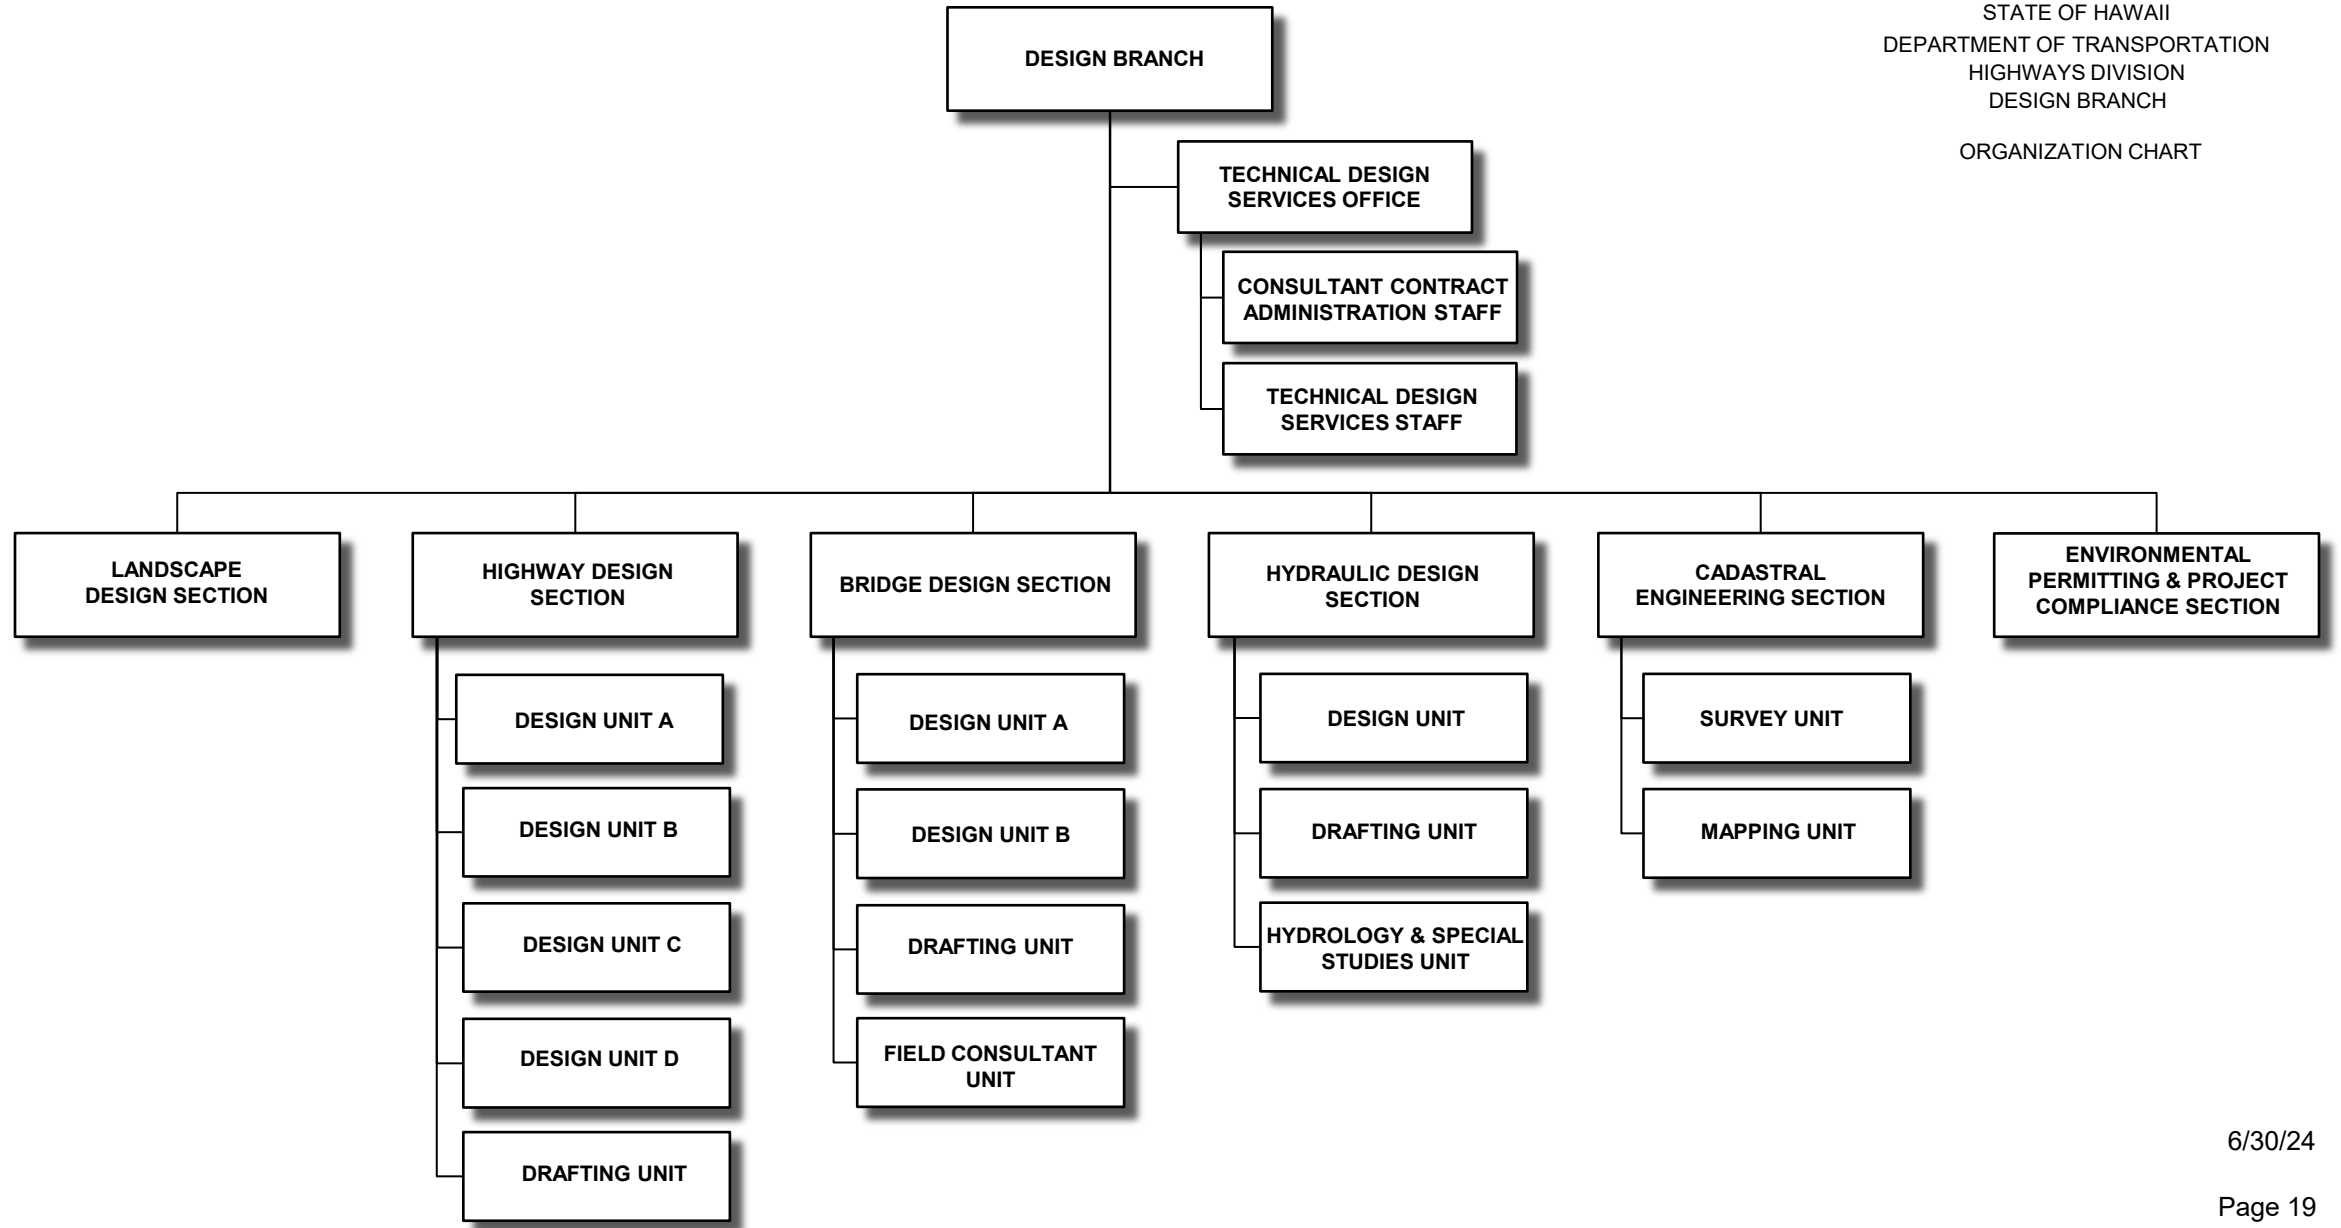 STATE OF HAWAII
DEPARTMENT OF TRANSPORTATION
HIGHWAYS DIVISION
DESIGN BRANCH
ORGANIZATION CHART
DESIGN BRANCH
TECHNICAL DESIGN
SERVICES OFFICE
CONSULTANT CONTRACT
ADMINISTRATION STAFF
TECHNICAL DESIGN
SERVICES STAFF
LANDSCAPE
DESIGN SECTION
HIGHWAY DESIGN
SECTION
DESIGN UNIT A
DESIGN UNIT B
DESIGN UNIT C
DESIGN UNIT D
DRAFTING UNIT
BRIDGE DESIGN SECTION
DESIGN UNIT A
DESIGN UNIT B
DRAFTING UNIT
FIELD CONSULTANT
UNIT
HYDRAULIC DESIGN
SECTION
DESIGN UNIT
DRAFTING UNIT
HYDROLOGY & SPECIAL
STUDIES UNIT
CADASTRAL
ENGINEERING SECTION
SURVEY UNIT
MAPPING UNIT
ENVIRONMENTAL
PERMITTING & PROJECT
COMPLIANCE SECTION
6/30/24
Page 19